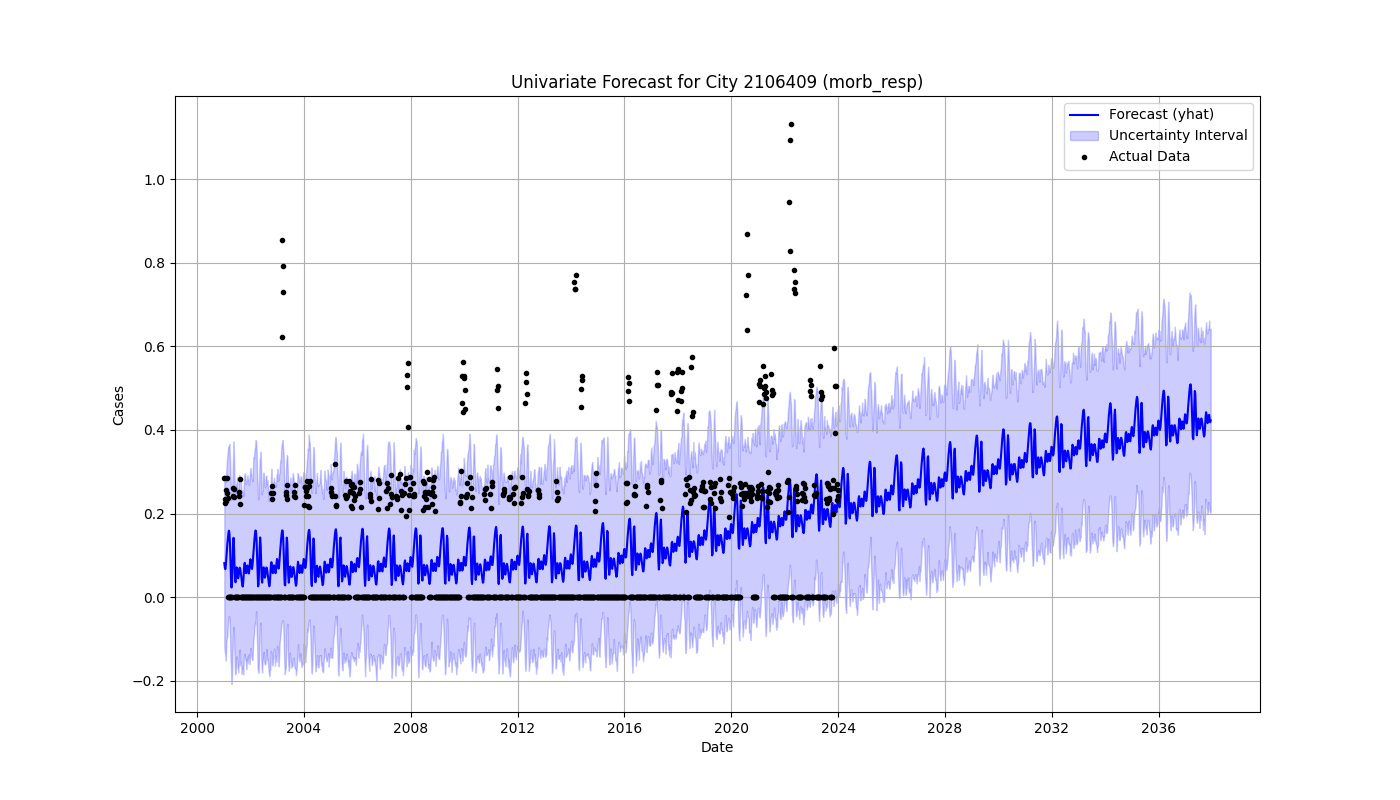 Univariate Forecast for City 2106409 (morb_resp)
Forecast (yhat)
Uncertainty Interval
Actual Data
1.0
0.8
0.6
0.4
0.2
0.0
−0.2
Cases
2000 2004 2008 2012 2016 2020 2024 2028 2032 2036
Date